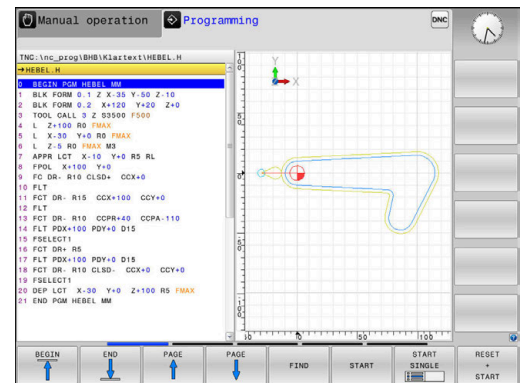 Manual operation
Programming
DNC
TNC:\nc_prog\BHB\Klartext\HEBEL.H
→HEBEL.H
0 BEGIN PGM HEBEL MM
1 BLK FORM 0.1 Z X-35 Y-50 Z-10
2 BLK FORM 0.2 X+120 Y+20 Z+0
3 TOOL CALL 3 Z S3500 F500
4 L Z+100 R0 FMAX
5 L X-30 Y+0 R0 FMAX
6 L Z-5 R0 FMAX M3
7 APPR LCT X-10 Y+0 R5 RL
8 FPOL X+100 Y+0
9 FC DR- R10 CLSD+ CCX+0
10 FLT
11 FCT DR- R15 CCX+100 CCY+0
12 FLT
13 FCT DR- R10 CCPR+40 CCPA-110
14 FLT PDX+100 PDY+0 D15
15 FSELECT1
16 FCT DR+ R5
17 FLT PDX+100 PDY+0 D15
18 FCT DR- R10 CLSD- CCX+0 CCY+0
19 FSELECT1
20 DEP LCT X-30 Y+0 Z+100 R5 FMAX
21 END PGM HEBEL MM
Y
X
0
50
100
BEGIN
END
PAGE
PAGE
FIND
START
START
SINGLE
RESET
+
START